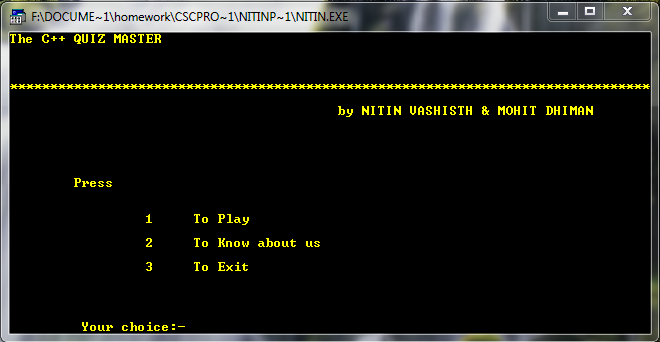 F:\DOCUME~1\homework\CSCPRO~1\NITINP~1\NITIN.EXE
The C++ QUIZ MASTER
********************************************************************************
by NITIN VASHISTH & MOHIT DHIMAN
Press
1 To Play
2 To Know about us
3 To Exit
Your choice:-